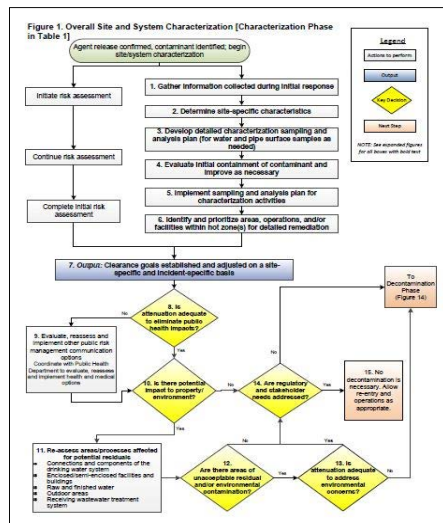 Figure 1. Overall Site and System Characterization [Characterization Phase
in Table 1]
Agent release confirmed, contaminant identified; begin
site/system characterization
Legend
Actions to perform
Output
Key Decision
Next Step
NOTE: See expanded figures
for all boxes with bold text
Initiate risk assessment
Continue risk assessment
Complete initial risk
assessment
1. Gather information collected during initial response
2. Determine site-specific characteristics
3. Develop detailed characterization sampling and
analysis plan (for water and pipe surface samples as
needed)
4. Evaluate initial containment of contaminant and
improve as necessary
5. Implement sampling and analysis plan for
characterization activities
6. Identify and prioritize areas, operations, and/or
facilities within hot zone(s) for detailed remediation
7. Output: Clearance goals established and adjusted on a site-
specific and incident-specific basis
8. Is
attenuation adequate
to eliminate public
health impacts?
No
Yes
9. Evaluate, reassess and
implement other public risk
management communication
options
Coordinate with Public Health
Department to evaluate, reassess
and implement health and medical
options
10. Is there potential
impact to property/
environment?
No
Yes
14. Are regulatory
and stakeholder
needs addressed?
No
Yes
To
Decontamination
Phase
(Figure 14)
15. No
decontamination is
necessary. Allow
re-entry and
operations as
appropriate.
11. Re-assess areas/processes affected
for potential residuals
Connections and components of the
drinking water system
Enclosed/semi-enclosed facilities and
buildings
Raw and finished water
Outdoor areas
Receiving wastewater treatment system
12.
Are there areas of
unacceptable residual
and/or environmental
contamination?
No
Yes
13. Is
attenuation adequate
to address
environmental
concerns?
Yes
No